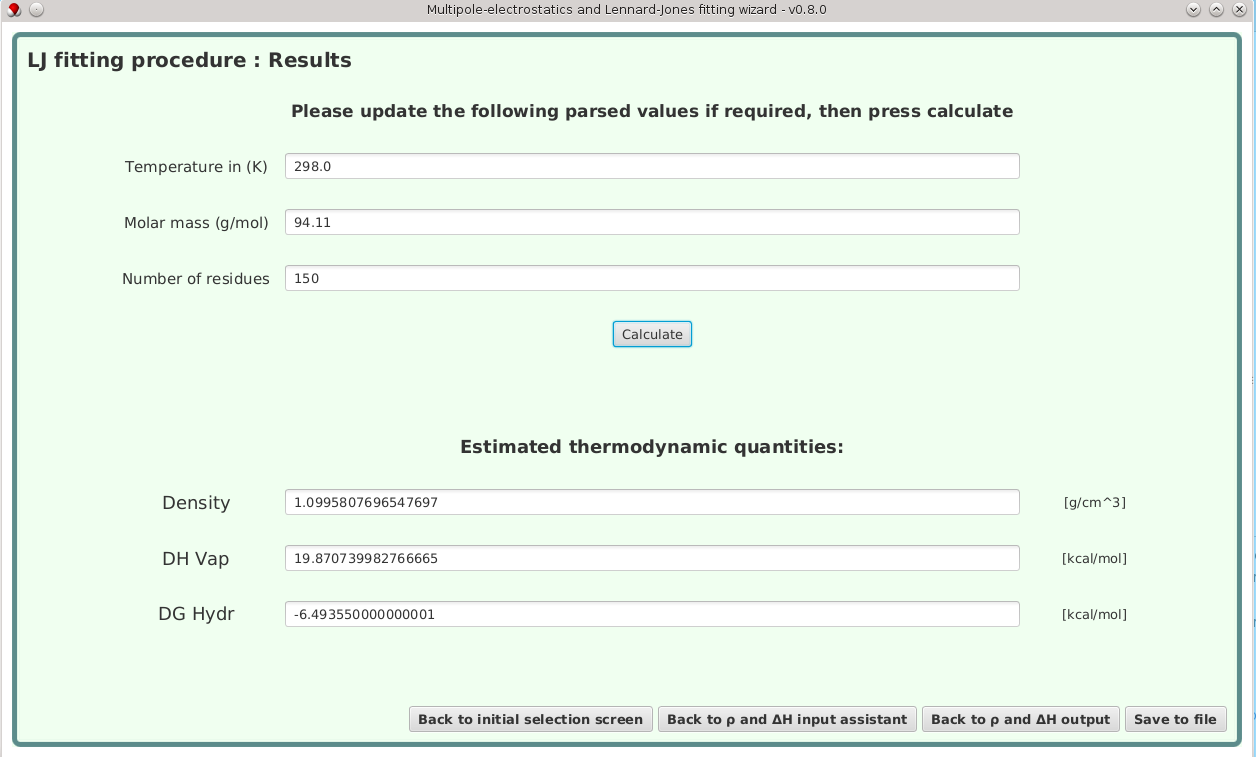 Multipole-electrostatics and Lennard-Jones fitting wizard - v0.8.0
LJ fitting procedure : Results
Please update the following parsed values if required, then press calculate
Temperature in (K) 298.0
Molar mass (g/mol) 94.11
Number of residues 150
Calculate
Estimated thermodynamic quantities:
Density 1.0995807696547697 [g/cm^3]
DH Vap 19.870739982766665 [kcal/mol]
DG Hydr -6.493550000000001 [kcal/mol]
Back to initial selection screen Back to ρ and ΔH input assistant Back to ρ and ΔH output Save to file